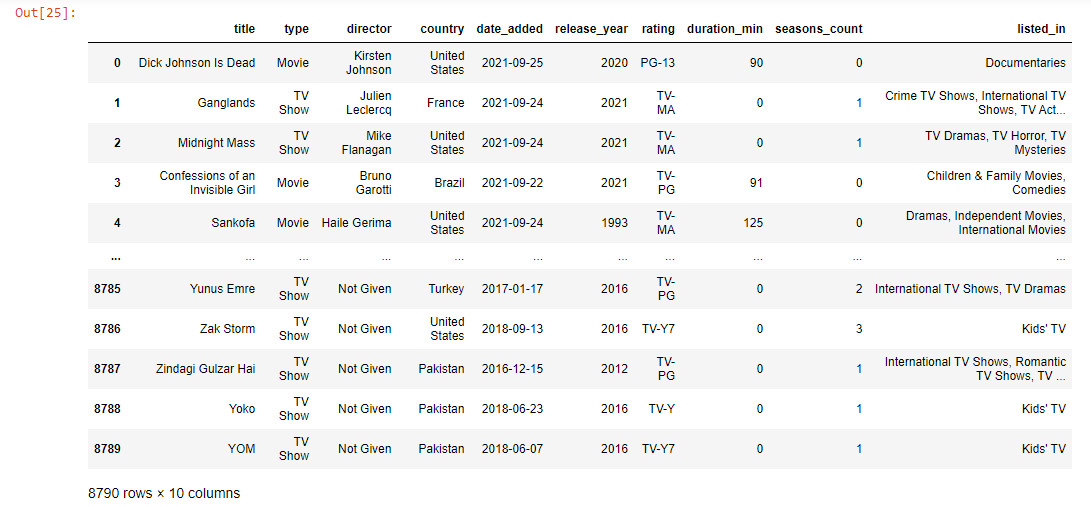 Out[25]:
title type director country date_added release_year rating duration_min seasons_count listed_in
0 Dick Johnson Is Dead Movie Kirsten Johnson United States 2021-09-25 2020 PG-13 90 0 Documentaries
1 Ganglands TV Show Julien Leclercq France 2021-09-24 2021 TV-MA 0 1 Crime TV Shows, International TV Shows, TV Act...
2 Midnight Mass TV Show Mike Flanagan United States 2021-09-24 2021 TV-MA 0 1 TV Dramas, TV Horror, TV Mysteries
3 Confessions of an Invisible Girl Movie Bruno Garotti Brazil 2021-09-22 2021 TV-PG 91 0 Children & Family Movies, Comedies
4 Sankofa Movie Haile Gerima United States 2021-09-24 1993 TV-MA 125 0 Dramas, Independent Movies, International Movies
... ... ... ... ... ... ... ... ... ... ...
8785 Yunus Emre TV Show Not Given Turkey 2017-01-17 2016 TV-PG 0 2 International TV Shows, TV Dramas
8786 Zak Storm TV Show Not Given United States 2018-09-13 2016 TV-Y7 0 3 Kids' TV
8787 Zindagi Gulzar Hai TV Show Not Given Pakistan 2016-12-15 2012 TV-PG 0 1 International TV Shows, Romantic TV Shows, TV ...
8788 Yoko TV Show Not Given Pakistan 2018-06-23 2016 TV-Y 0 1 Kids' TV
8789 YOM TV Show Not Given Pakistan 2018-06-07 2016 TV-Y7 0 1 Kids' TV
8790 rows × 10 columns